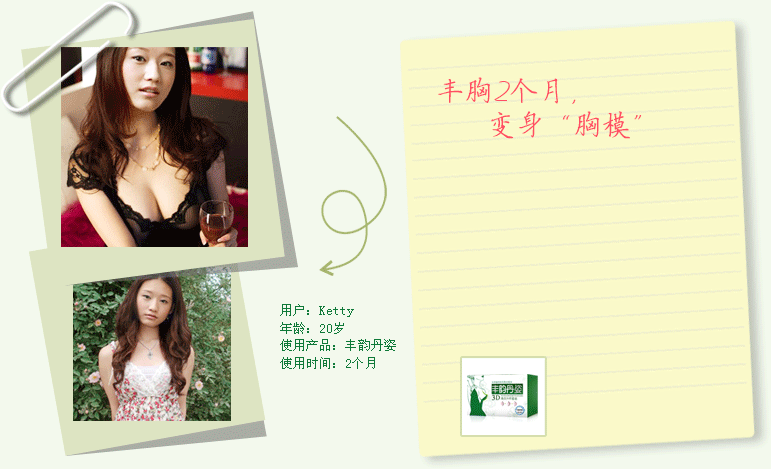 丰胸2个月，
变身“胸模”
用户：Ketty
年龄：20岁
使用产品：丰韵丹姿
使用时间：2个月
丰韵丹姿
3D